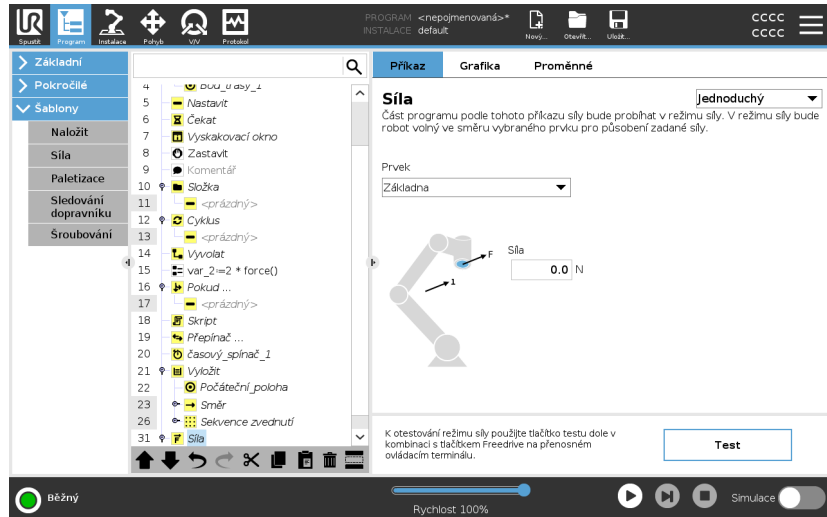 UR
Spustit
Program
Instalace
Pohyb
V/V
Protokol
PROGRAM <nepojmenovaná>*
INSTALACE default
Nový...
Otevřít...
Uložit...
cccc
cccc
Základní
Pokročilé
Šablony
Naložit
Síla
Paletizace
Sledování
dopravníku
Šroubování
4 Bod_trasy_1
5 Nastavit
6 Čekat
7 Vyskakovací okno
8 Zastavit
9 Komentář
10 Složka
11 <prázdný>
12 Cyklus
13 <prázdný>
14 Vyvolat
15 var_2≔2 * force()
16 Pokud ...
17 <prázdný>
18 Skript
19 Přepínač ...
20 časový_spínač_1
21 Vyložit
22 Počáteční_poloha
23 Směr
26 Sekvence zvednutí
31 Síla
Příkaz
Grafika
Proměnné
Síla
Jednoduchý
Část programu podle tohoto příkazu síly bude probíhat v režimu síly. V režimu síly bude
robot volný ve směru vybraného prvku pro působení zadané síly.
Prvek
Základna
F
1
Síla
0.0 N
K otestování režimu síly použijte tlačítko testu dole v
kombinaci s tlačítkem Freedrive na přenosném
ovládacím terminálu.
Test
Běžný
Rychlost 100%
Simulace